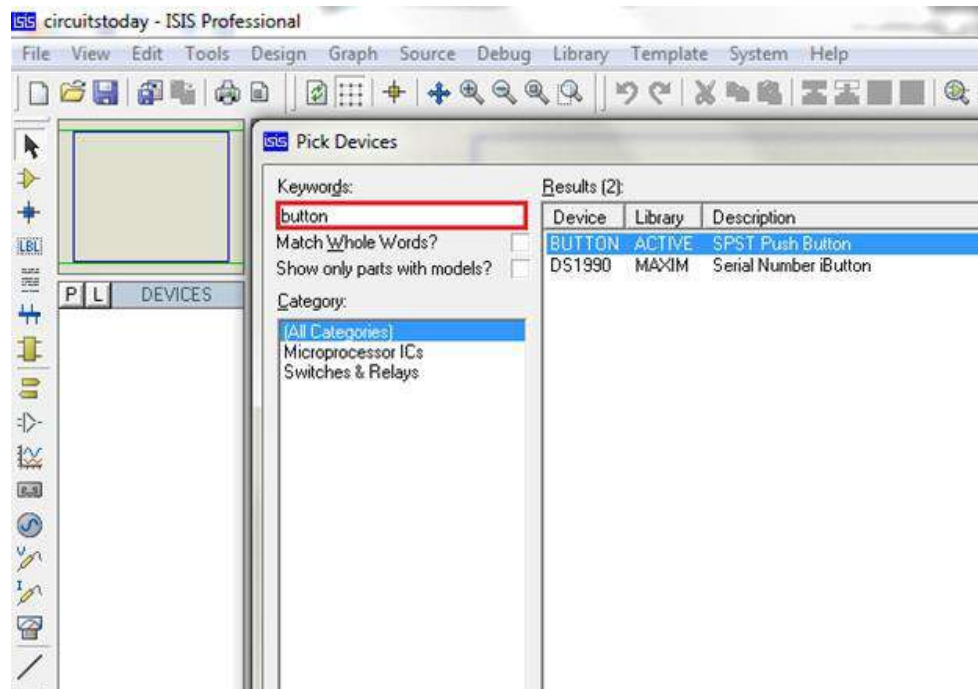 isis circuitstoday - ISIS Professional
File View Edit Tools Design Graph Source Debug Library Template System Help
isis Pick Devices
Keywords:
button
Match Whole Words?
Show only parts with models?
Category:
(All Categories)
Microprocessor ICs
Switches & Relays
Results (2):
Device Library Description
BUTTON ACTIVE SPST Push Button
DS1990 MAXIM Serial Number iButton
LBL
P L DEVICES
V
I